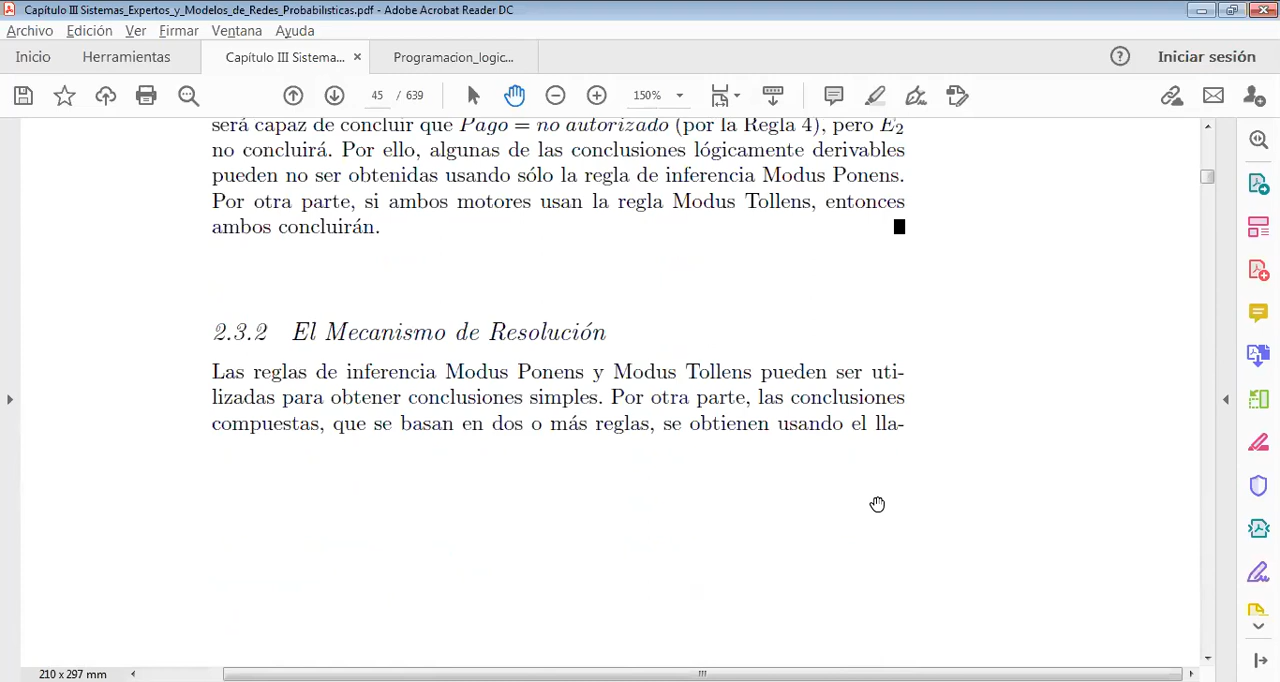 Capítulo III Sistemas_Expertos_y_Modelos_de_Redes_Probabilisticas.pdf - Adobe Acrobat Reader DC
Archivo Edición Ver Firmar Ventana Ayuda
Inicio Herramientas Capítulo III Sistema... × Programacion_logic... ? Iniciar sesión
45 / 639 150%
será capaz de concluir que Pago = no autorizado (por la Regla 4), pero E2
no concluirá. Por ello, algunas de las conclusiones lógicamente derivables
pueden no ser obtenidas usando sólo la regla de inferencia Modus Ponens.
Por otra parte, si ambos motores usan la regla Modus Tollens, entonces
ambos concluirán.
2.3.2 El Mecanismo de Resolución
Las reglas de inferencia Modus Ponens y Modus Tollens pueden ser uti-
lizadas para obtener conclusiones simples. Por otra parte, las conclusiones
compuestas, que se basan en dos o más reglas, se obtienen usando el lla-
210 x 297 mm